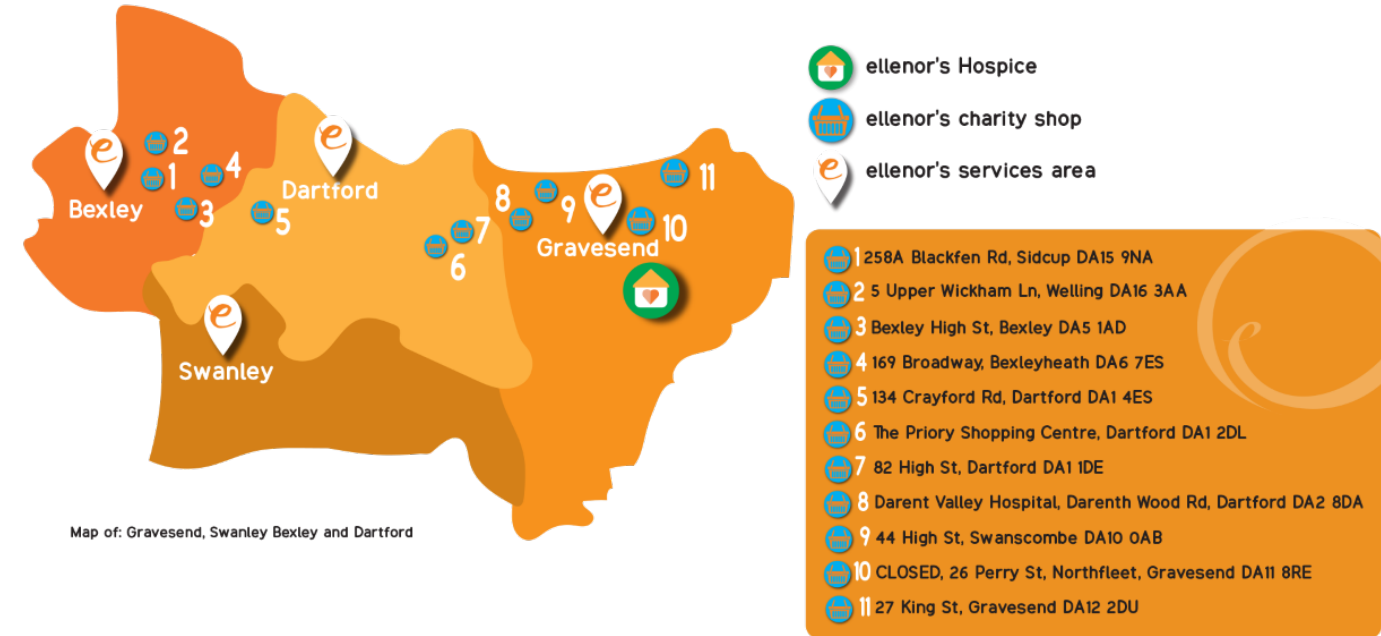 2
1
4
3
Bexley
Dartford
5
8
9
7
6
Gravesend
10
11
Swanley
Map of: Gravesend, Swanley Bexley and Dartford
ellenor's Hospice
ellenor's charity shop
e ellenor's services area
1 258A Blackfen Rd, Sidcup DA15 9NA
2 5 Upper Wickham Ln, Welling DA16 3AA
3 Bexley High St, Bexley DA5 1AD
4 169 Broadway, Bexleyheath DA6 7ES
5 134 Crayford Rd, Dartford DA1 4ES
6 The Priory Shopping Centre, Dartford DA1 2DL
7 82 High St, Dartford DA1 1DE
8 Darent Valley Hospital, Darenth Wood Rd, Dartford DA2 8DA
9 44 High St, Swanscombe DA10 0AB
10 CLOSED, 26 Perry St, Northfleet, Gravesend DA11 8RE
11 27 King St, Gravesend DA12 2DU